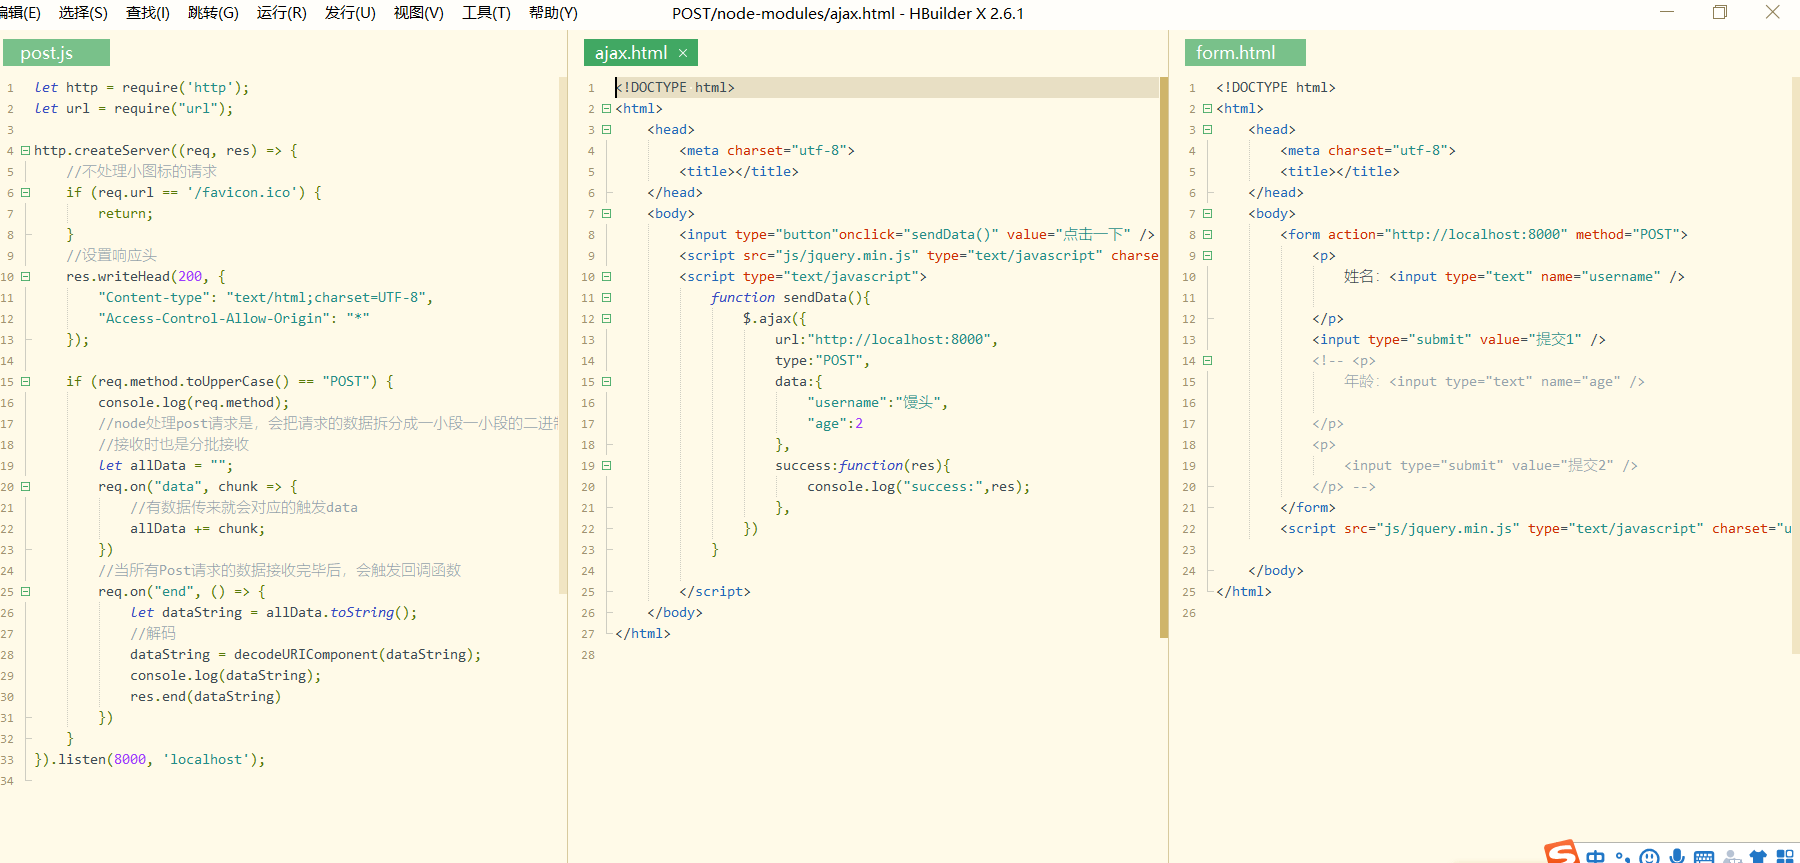 编辑(E) 选择(S) 查找(I) 跳转(G) 运行(R) 发行(U) 视图(V) 工具(T) 帮助(Y) POST/node-modules/ajax.html - HBuilder X 2.6.1
post.js
1 let http = require('http');
2 let url = require("url");
3
4 http.createServer((req, res) => {
5 //不处理小图标的请求
6 if (req.url == '/favicon.ico') {
7 return;
8 }
9 //设置响应头
10 res.writeHead(200, {
11 "Content-type": "text/html;charset=UTF-8",
12 "Access-Control-Allow-Origin": "*"
13 });
14
15 if (req.method.toUpperCase() == "POST") {
16 console.log(req.method);
17 //node处理post请求是，会把请求的数据拆分成一小段一小段的二进制
18 //接收时也是分批接收
19 let allData = "";
20 req.on("data", chunk => {
21 //有数据传来就会对应的触发data
22 allData += chunk;
23 })
24 //当所有Post请求的数据接收完毕后，会触发回调函数
25 req.on("end", () => {
26 let dataString = allData.toString();
27 //解码
28 dataString = decodeURIComponent(dataString);
29 console.log(dataString);
30 res.end(dataString)
31 })
32 }
33 }).listen(8000, 'localhost');
34
ajax.html ×
1 <!DOCTYPE html>
2 <html>
3 <head>
4 <meta charset="utf-8">
5 <title></title>
6 </head>
7 <body>
8 <input type="button"onclick="sendData()" value="点击一下" />
9 <script src="js/jquery.min.js" type="text/javascript" charse
10 <script type="text/javascript">
11 function sendData(){
12 $.ajax({
13 url:"http://localhost:8000",
14 type:"POST",
15 data:{
16 "username":"馒头",
17 "age":2
18 },
19 success:function(res){
20 console.log("success:",res);
21 },
22 })
23 }
24
25 </script>
26 </body>
27 </html>
28
form.html
1 <!DOCTYPE html>
2 <html>
3 <head>
4 <meta charset="utf-8">
5 <title></title>
6 </head>
7 <body>
8 <form action="http://localhost:8000" method="POST">
9 <p>
10 姓名：<input type="text" name="username" />
11
12 </p>
13 <input type="submit" value="提交1" />
14 <!-- <p>
15 年龄：<input type="text" name="age" />
16
17 </p>
18 <p>
19 <input type="submit" value="提交2" />
20 </p> -->
21 </form>
22 <script src="js/jquery.min.js" type="text/javascript" charset="u
23
24 </body>
25 </html>
26
中